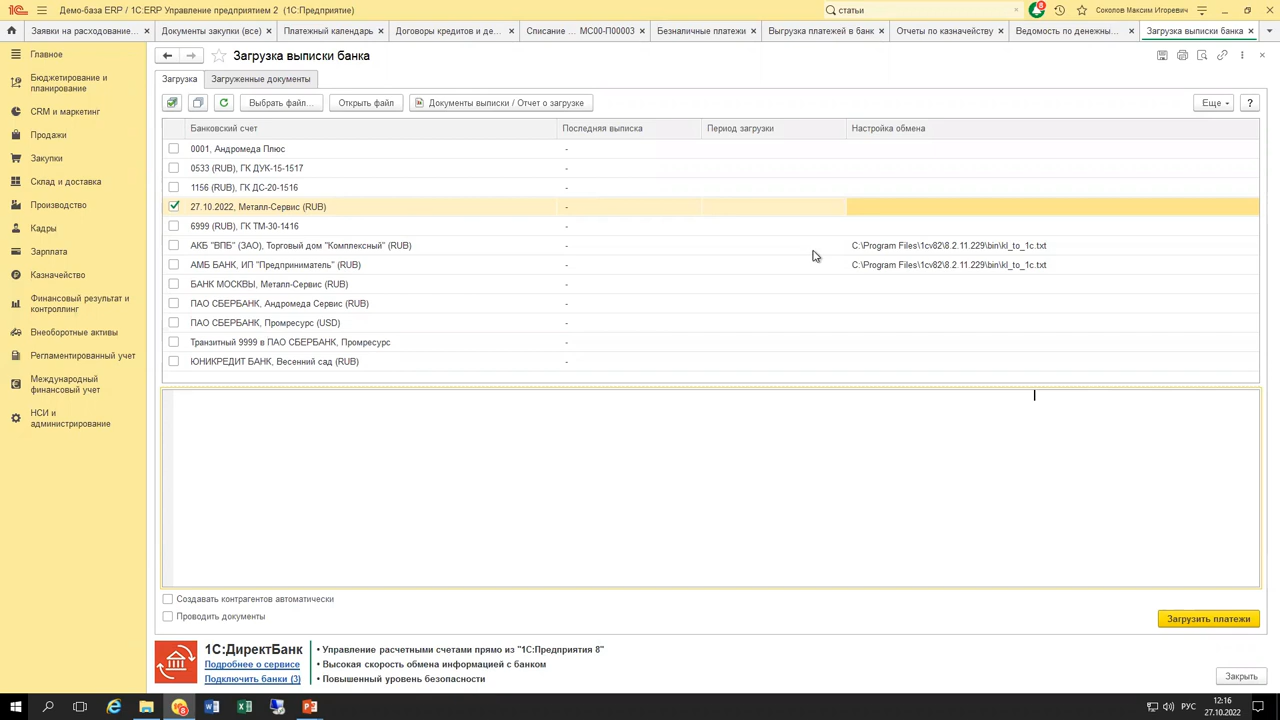 Демо-база ERP / 1С:ERP Управление предприятием 2 (1С:Предприятие)
статьи
8
Соколов Максим Игоревич
Заявки на расходование...
Документы закупки (все)
Платежный календарь
Договоры кредитов и де...
Списание ... МС00-П00003
Безналичные платежи
Выгрузка платежей в банк
Отчеты по казначейству
Ведомость по денежны...
Загрузка выписки банка
Главное
Бюджетирование и
планирование
CRM и маркетинг
Продажи
Закупки
Склад и доставка
Производство
Кадры
Зарплата
Казначейство
Финансовый результат и
контроллинг
Внеоборотные активы
Регламентированный учет
Международный
финансовый учет
НСИ и
администрирование
Загрузка выписки банка
Загрузка
Загруженные документы
Выбрать файл...
Открыть файл
Документы выписки / Отчет о загрузке
Еще
?
Банковский счет
Последняя выписка
Период загрузки
Настройка обмена
0001, Андромеда Плюс -
0533 (RUB), ГК ДУК-15-1517 -
1156 (RUB), ГК ДС-20-1516 -
27.10.2022, Металл-Сервис (RUB) -
6999 (RUB), ГК ТМ-30-1416 -
АКБ "ВПБ" (ЗАО), Торговый дом "Комплексный" (RUB) - C:\Program Files\1cv82\8.2.11.229\bin\kl_to_1c.txt
АМБ БАНК, ИП "Предприниматель" (RUB) - C:\Program Files\1cv82\8.2.11.229\bin\kl_to_1c.txt
БАНК МОСКВЫ, Металл-Сервис (RUB) -
ПАО СБЕРБАНК, Андромеда Сервис (RUB) -
ПАО СБЕРБАНК, Промресурс (USD) -
Транзитный 9999 в ПАО СБЕРБАНК, Промресурс -
ЮНИКРЕДИТ БАНК, Весенний сад (RUB) -
Создавать контрагентов автоматически
Проводить документы
Загрузить платежи
1С:ДиректБанк
Подробнее о сервисе
Подключить банки (3)
• Управление расчетными счетами прямо из "1С:Предприятия 8"
• Высокая скорость обмена информацией с банком
• Повышенный уровень безопасности
Закрыть
РУС
12:16
27.10.2022